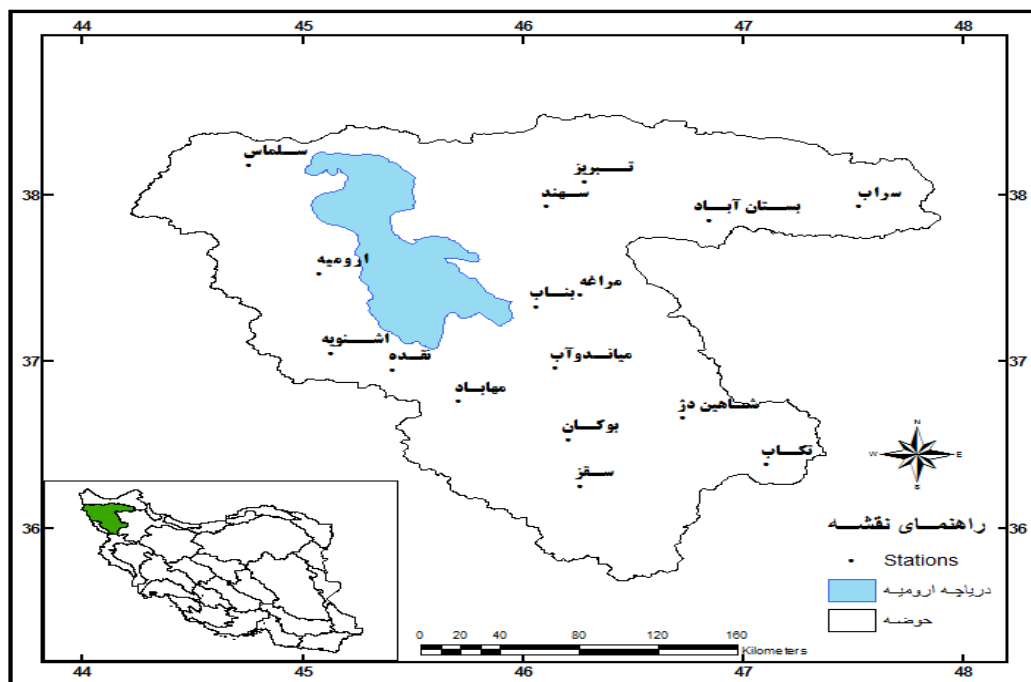 44 45 46 47 48
سلماس
تبریز
سهند
بستان آباد
سراب
38 38
ارومیه
مراغه
بناب
اشنویه
نقده
میاندوآب
37 37
مهاباد
شاهین دژ
بوکان
تکاب
سقز
N
W E
S
36 36
راهنمای نقشه
Stations
دریاچه ارومیه
حوضه
0 20 40 80 120 160
Kilometers
44 45 46 47 48